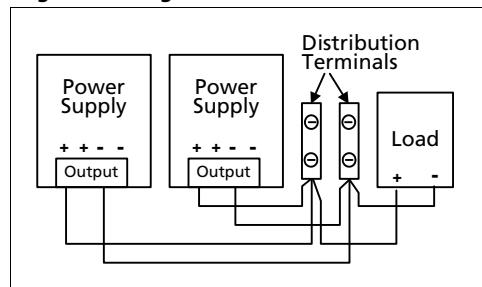 Distribution
Terminals
Power
Supply
Power
Supply
Load
+ + - -
+ + - -
Output
Output
+ -